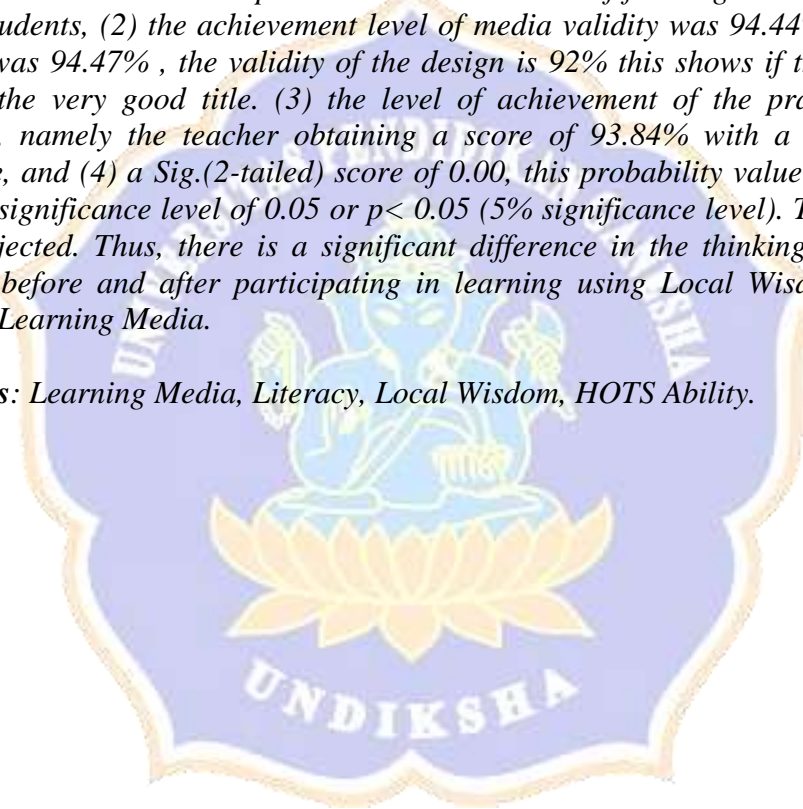 udents, (2) the achievement level of media validity was 94.44
was 94.47% , the validity of the design is 92% this shows if t
the very good title. (3) the level of achievement of the pra
, namely the teacher obtaining a score of 93.84% with a
e, and (4) a Sig.(2-tailed) score of 0.00, this probability value
significance level of 0.05 or p< 0.05 (5% significance level). T
jected. Thus, there is a significant difference in the thinking
before and after participating in learning using Local Wisd
Learning Media.
s: Learning Media, Literacy, Local Wisdom, HOTS Ability.
UNIVERSITAS PENDIDIKAN GANESHA
UNDIKSHA